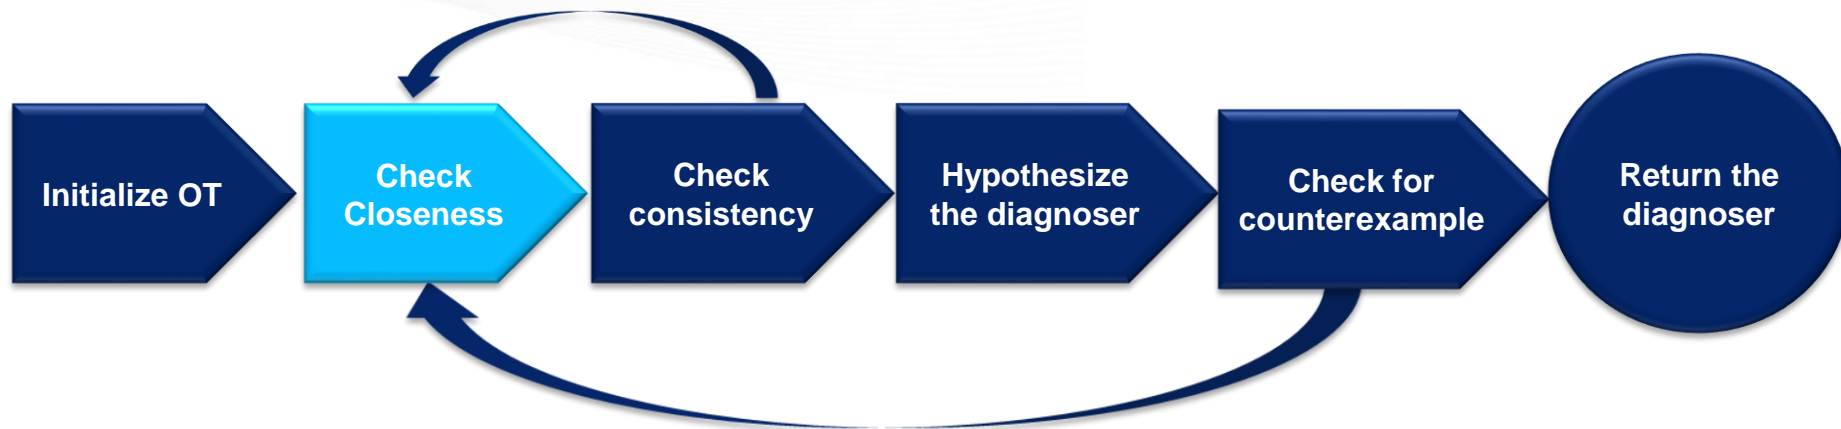 Initialize OT
Check
Closeness
Check
consistency
Hypothesize
the diagnoser
Check for
counterexample
Return the
diagnoser